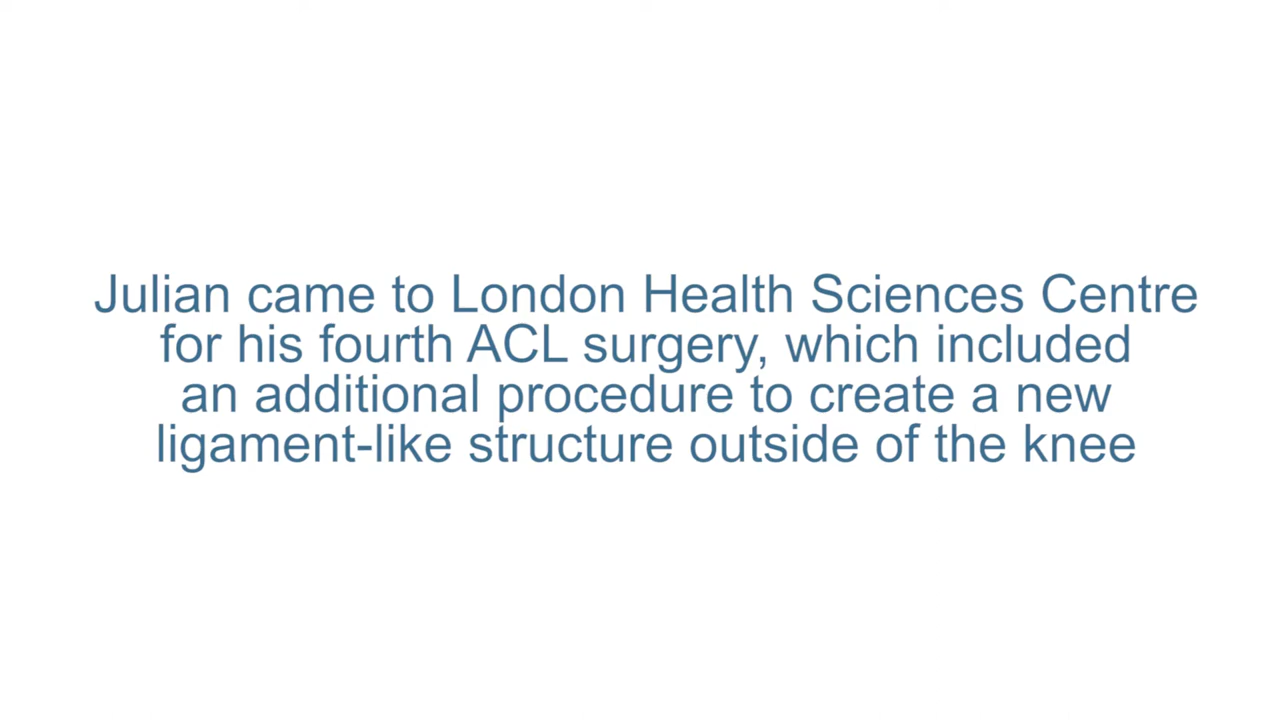 Julian came to London Health Sciences Centre
for his fourth ACL surgery, which included
an additional procedure to create a new
ligament-like structure outside of the knee